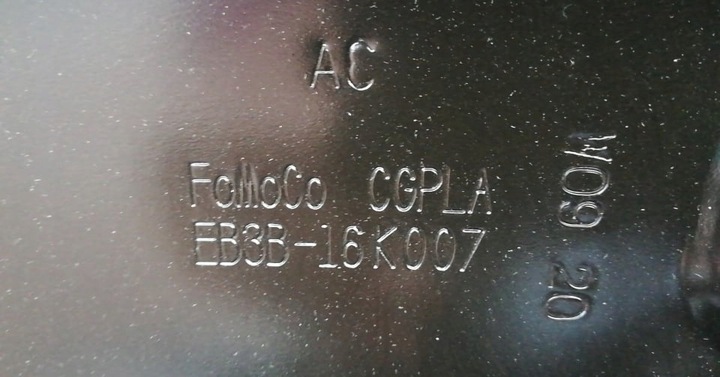 AC
FoMoCo CGPLA
EB3B-16K007
W09 20